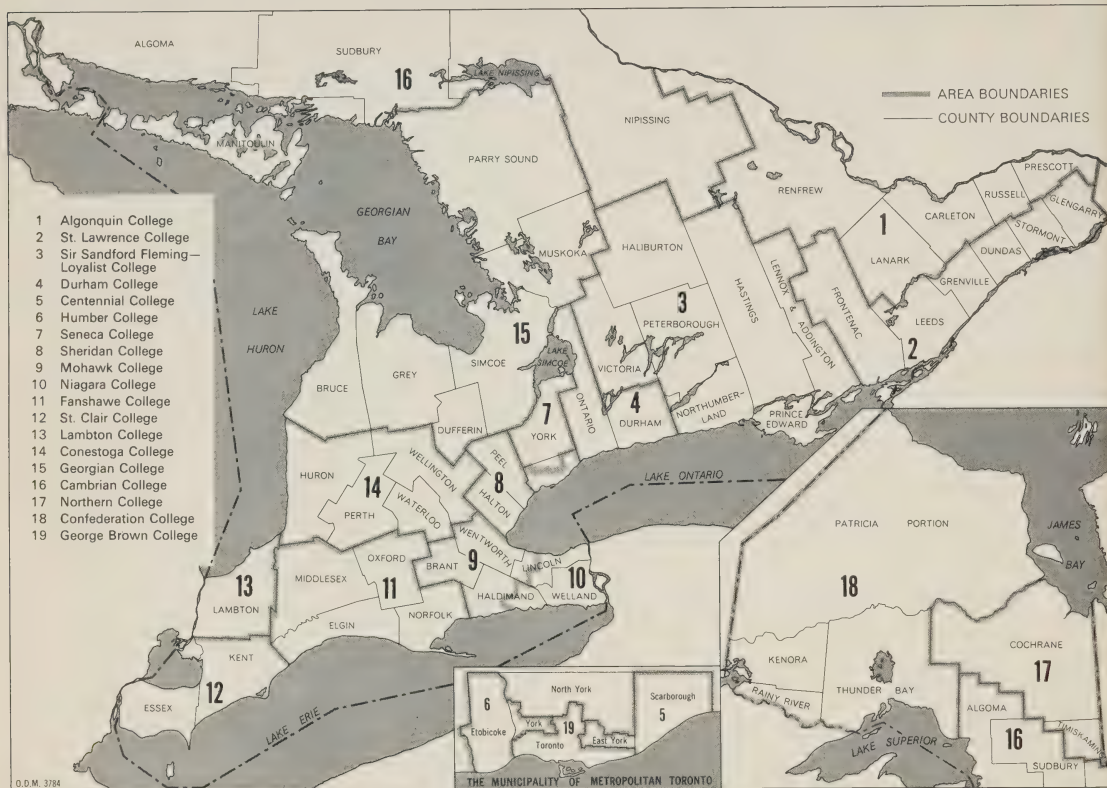 ALGOMA
SUDBURY
16
LAKE NIPISSING
NIPISSING
AREA BOUNDARIES
COUNTY BOUNDARIES
MANITOULIN
PARRY SOUND
PRESCOTT
RENFREW
RUSSELL
GLENGARRY
CARLETON
STORMONT
1
LANARK
DUNDAS
GRENVILLE
LEEDS
2
1 Algonquin College
2 St. Lawrence College
3 Sir Sandford Fleming—
Loyalist College
4 Durham College
5 Centennial College
6 Humber College
7 Seneca College
8 Sheridan College
9 Mohawk College
10 Niagara College
11 Fanshawe College
12 St. Clair College
13 Lambton College
14 Conestoga College
15 Georgian College
16 Cambrian College
17 Northern College
18 Confederation College
19 George Brown College
GEORGIAN
BAY
LAKE
HURON
MUSKOKA
HALIBURTON
HASTINGS
LENNOX & ADDINGTON
FRONTENAC
3
PETERBOROUGH
15
SIMCOE
LAKE
SIMCOE
VICTORIA
BRUCE
GREY
DUFFERIN
7
YORK
ONTARIO
4
DURHAM
NORTHUMBER-
LAND
PRINCE
EDWARD
HURON
14
PERTH
WELLINGTON
WATERLOO
PEEL
8
HALTON
LAKE ONTARIO
WENTWORTH
9
BRANT
LINCOLN
10
WELLAND
HALDIMAND
OXFORD
11
MIDDLESEX
NORFOLK
ELGIN
13
LAMBTON
KENT
12
ESSEX
LAKE ERIE
PATRICIA PORTION
JAMES
BAY
18
KENORA
RAINY RIVER
THUNDER BAY
COCHRANE
17
ALGOMA
16
TIMISKAMING
SUDBURY
LAKE SUPERIOR
North York
Scarborough
6
5
Etobicoke
York
19
Toronto
East York
THE MUNICIPALITY OF METROPOLITAN TORONTO
O.D.M. 3784